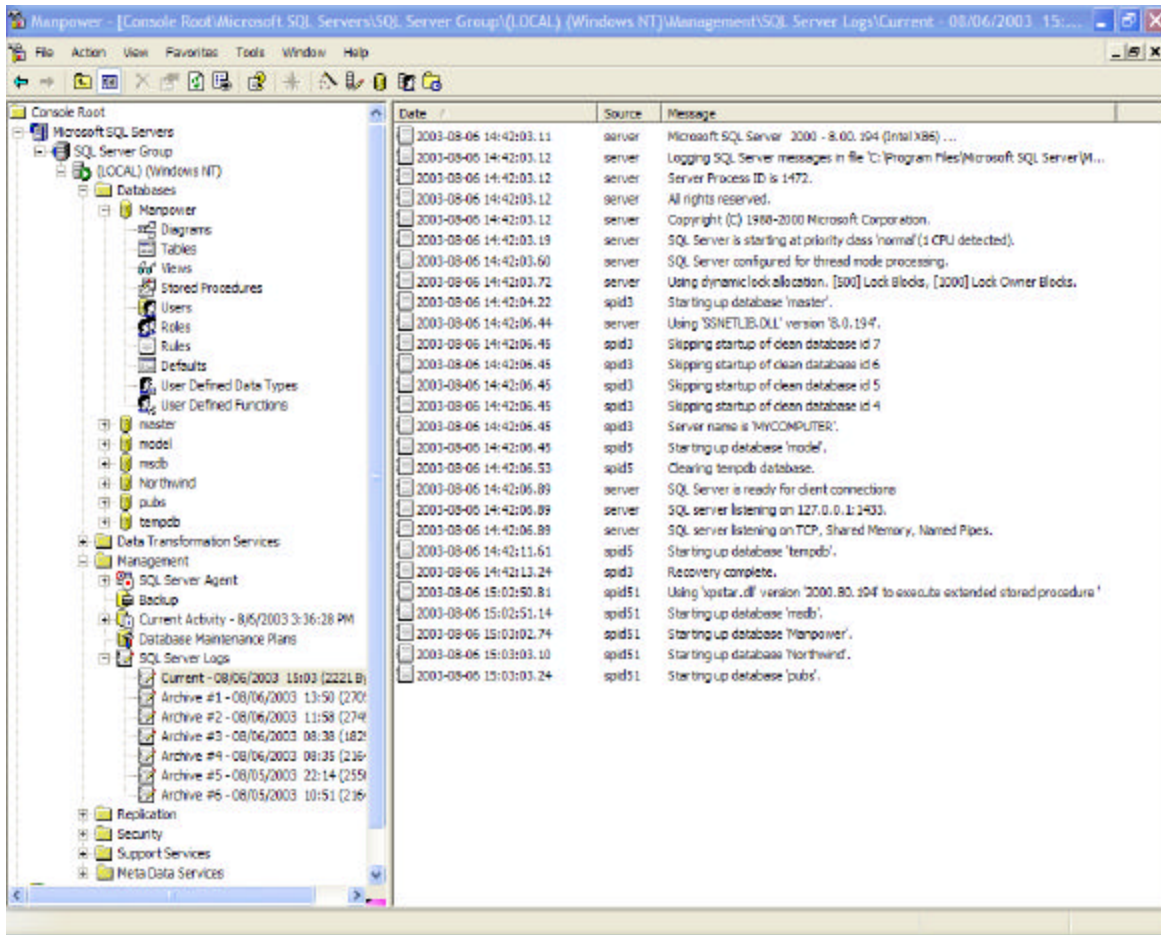 Manpower - [Console Root\Microsoft SQL Servers\SQL Server Group\(LOCAL) (Windows NT)\Management\SQL Server Logs\Current - 08/06/2003 15:...
File Action View Favorites Tools Window Help
Console Root
Microsoft SQL Servers
SQL Server Group
(LOCAL) (Windows NT)
Databases
Manpower
Diagrams
Tables
Views
Stored Procedures
Users
Roles
Rules
Defaults
User Defined Data Types
User Defined Functions
master
model
msdb
Northwind
pubs
tempdb
Data Transformation Services
Management
SQL Server Agent
Backup
Current Activity - 8/6/2003 3:36:28 PM
Database Maintenance Plans
SQL Server Logs
Current - 08/06/2003 15:03 (2221 By
Archive #1 - 08/06/2003 13:50 (270
Archive #2 - 08/06/2003 11:58 (274
Archive #3 - 08/06/2003 08:38 (182
Archive #4 - 08/06/2003 08:35 (216
Archive #5 - 08/05/2003 22:14 (255
Archive #6 - 08/05/2003 10:51 (216
Replication
Security
Support Services
Meta Data Services
Date Source Message
2003-08-06 14:42:03.11 server Microsoft SQL Server 2000 - 8.00.194 (Intel X86) ...
2003-08-06 14:42:03.12 server Logging SQL Server messages in file 'C:\Program Files\Microsoft SQL Server\M...
2003-08-06 14:42:03.12 server Server Process ID is 1472.
2003-08-06 14:42:03.12 server All rights reserved.
2003-08-06 14:42:03.12 server Copyright (C) 1988-2000 Microsoft Corporation.
2003-08-06 14:42:03.19 server SQL Server is starting at priority class 'normal'(1 CPU detected).
2003-08-06 14:42:03.60 server SQL Server configured for thread mode processing.
2003-08-06 14:42:03.72 server Using dynamic lock allocation. [500] Lock Blocks, [1000] Lock Owner Blocks.
2003-08-06 14:42:04.22 spid3 Starting up database 'master'.
2003-08-06 14:42:06.44 server Using 'SSNETLIB.DLL' version '8.0.194'.
2003-08-06 14:42:06.45 spid3 Skipping startup of clean database id 7
2003-08-06 14:42:06.45 spid3 Skipping startup of clean database id 6
2003-08-06 14:42:06.45 spid3 Skipping startup of clean database id 5
2003-08-06 14:42:06.45 spid3 Skipping startup of clean database id 4
2003-08-06 14:42:06.45 spid3 Server name is 'MYCOMPUTER'.
2003-08-06 14:42:06.45 spid5 Starting up database 'model'.
2003-08-06 14:42:06.53 spid5 Clearing tempdb database.
2003-08-06 14:42:06.89 server SQL Server is ready for client connections
2003-08-06 14:42:06.89 server SQL server listening on 127.0.0.1:1433.
2003-08-06 14:42:06.89 server SQL server listening on TCP, Shared Memory, Named Pipes.
2003-08-06 14:42:11.61 spid5 Starting up database 'tempdb'.
2003-08-06 14:42:13.24 spid3 Recovery complete.
2003-08-06 15:02:50.81 spid51 Using 'xpstar.dll' version '2000.80.194' to execute extended stored procedure '
2003-08-06 15:02:51.14 spid51 Starting up database 'msdb'.
2003-08-06 15:03:02.74 spid51 Starting up database 'Manpower'.
2003-08-06 15:03:03.10 spid51 Starting up database 'Northwind'.
2003-08-06 15:03:03.24 spid51 Starting up database 'pubs'.